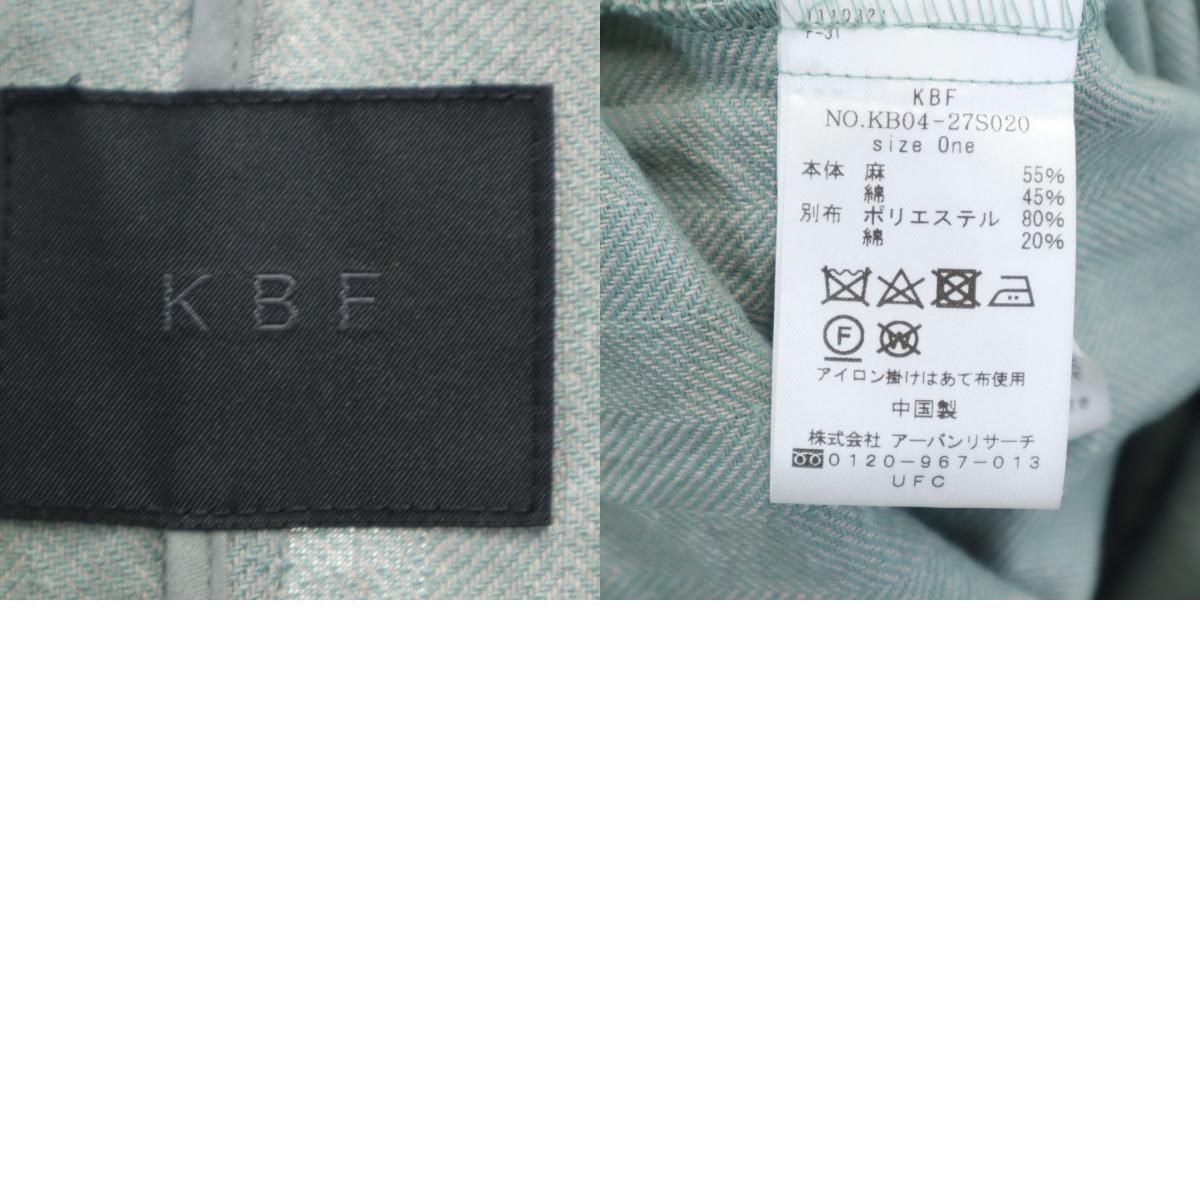 KBF
F-31
KBF
NO.KB04-27S020
size One
本体 麻 55%
綿 45%
別布 ポリエステル 80%
綿 20%
F
W
アイロン掛けはあて布使用
中国製
株式会社 アーバンリサーチ
0120-967-013
UFC